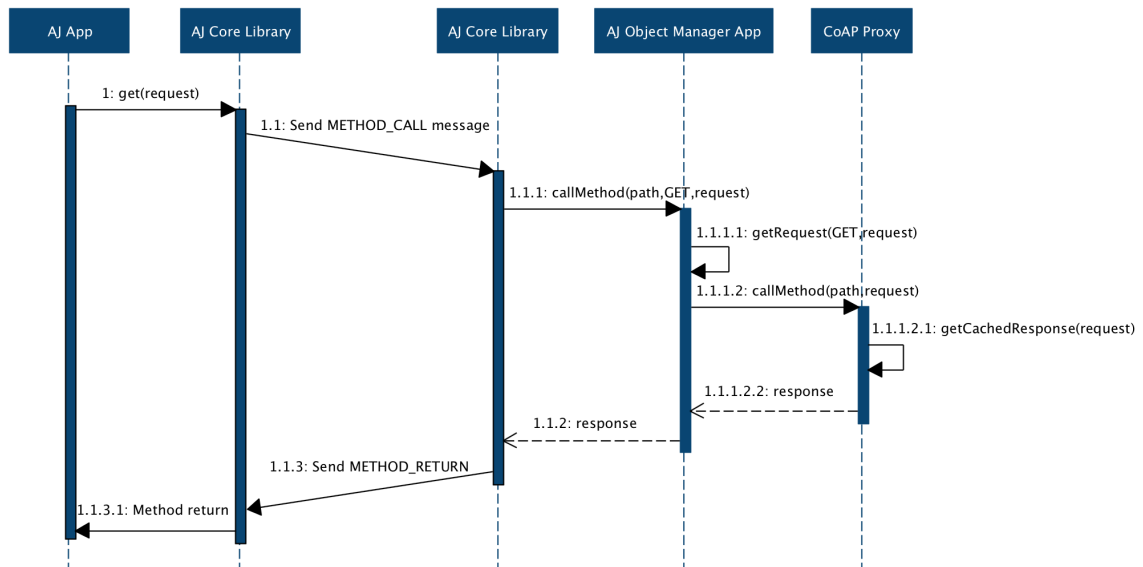 AJ App
AJ Core Library
AJ Core Library
AJ Object Manager App
CoAP Proxy
1: get(request)
1.1: Send METHOD_CALL message
1.1.1: callMethod(path,GET,request)
1.1.1.1: getRequest(GET,request)
1.1.1.2: callMethod(path,request)
1.1.1.2.1: getCachedResponse(request)
1.1.1.2.2: response
1.1.2: response
1.1.3: Send METHOD_RETURN
1.1.3.1: Method return